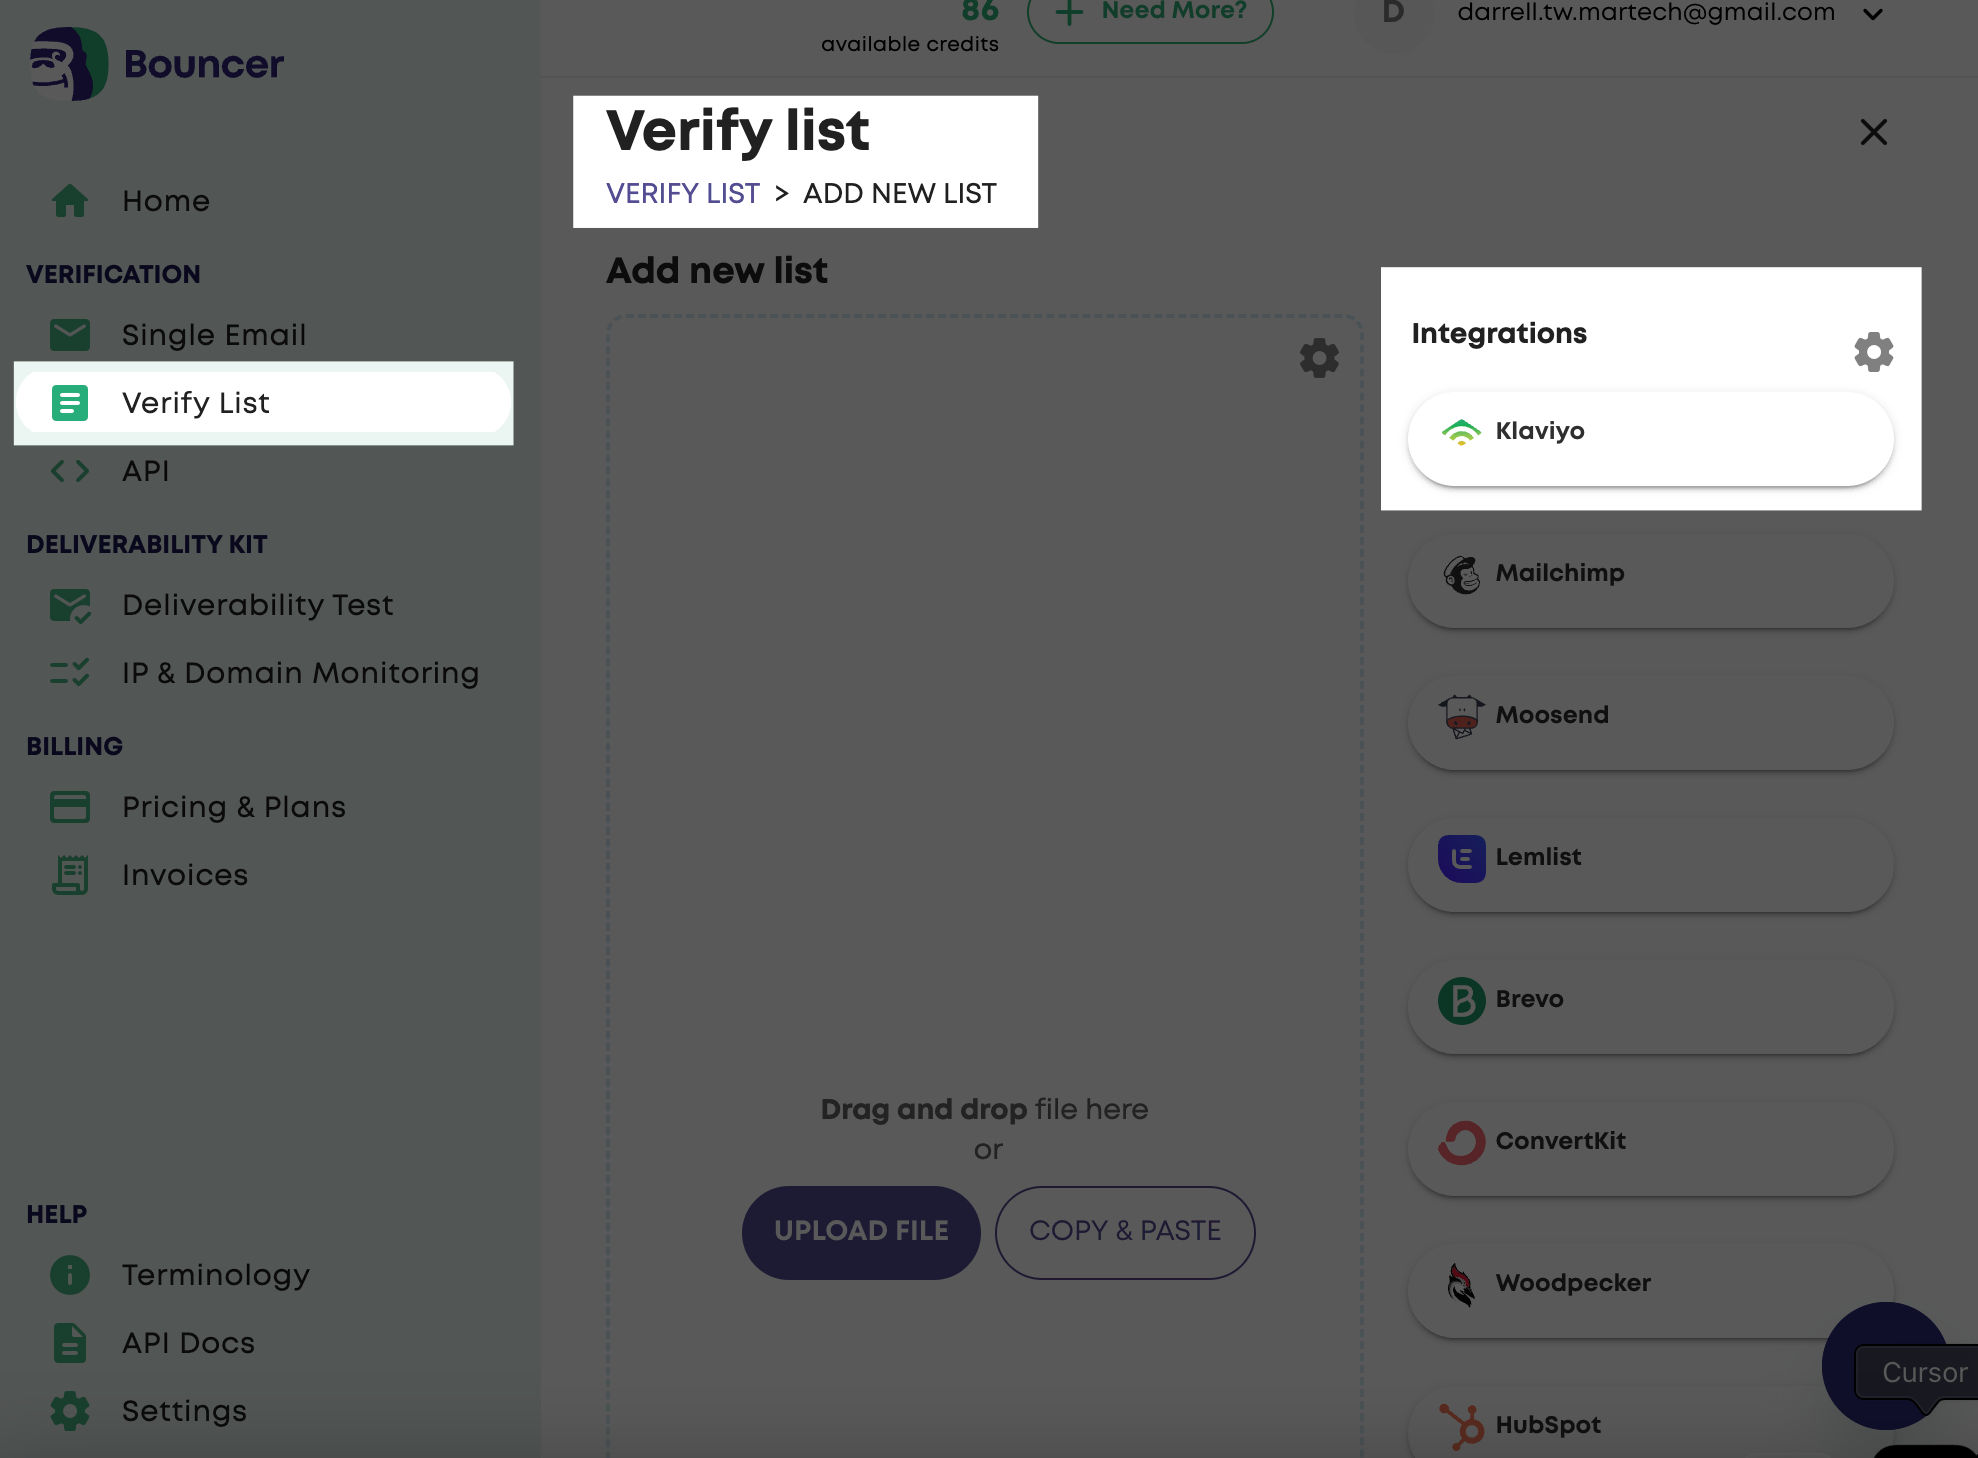 Bouncer
Home
VERIFICATION
Single Email
Verify List
API
DELIVERABILITY KIT
Deliverability Test
IP & Domain Monitoring
BILLING
Pricing & Plans
Invoices
HELP
Terminology
API Docs
Settings
86
available credits
Need More?
D
darrell.tw.martech@gmail.com
Verify list
VERIFY LIST > ADD NEW LIST
Add new list
Drag and drop file here
or
UPLOAD FILE
COPY & PASTE
Integrations
Klaviyo
Mailchimp
Moosend
Lemlist
Brevo
ConvertKit
Woodpecker
HubSpot
Cursor